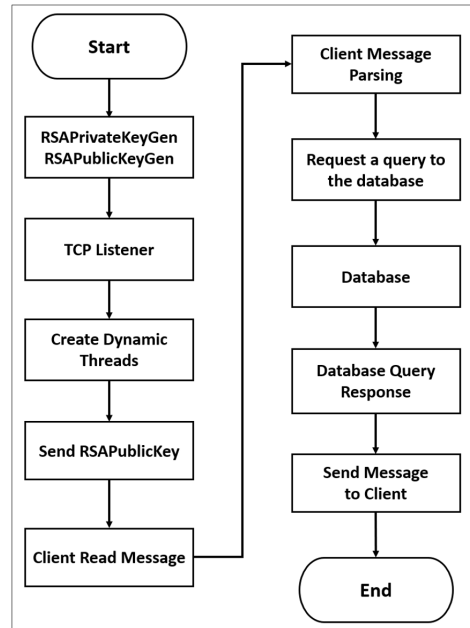 Start
RSAPrivateKeyGen
RSAPublicKeyGen
TCP Listener
Create Dynamic
Threads
Send RSAPublicKey
Client Read Message
Client Message
Parsing
Request a query to
the database
Database
Database Query
Response
Send Message
to Client
End